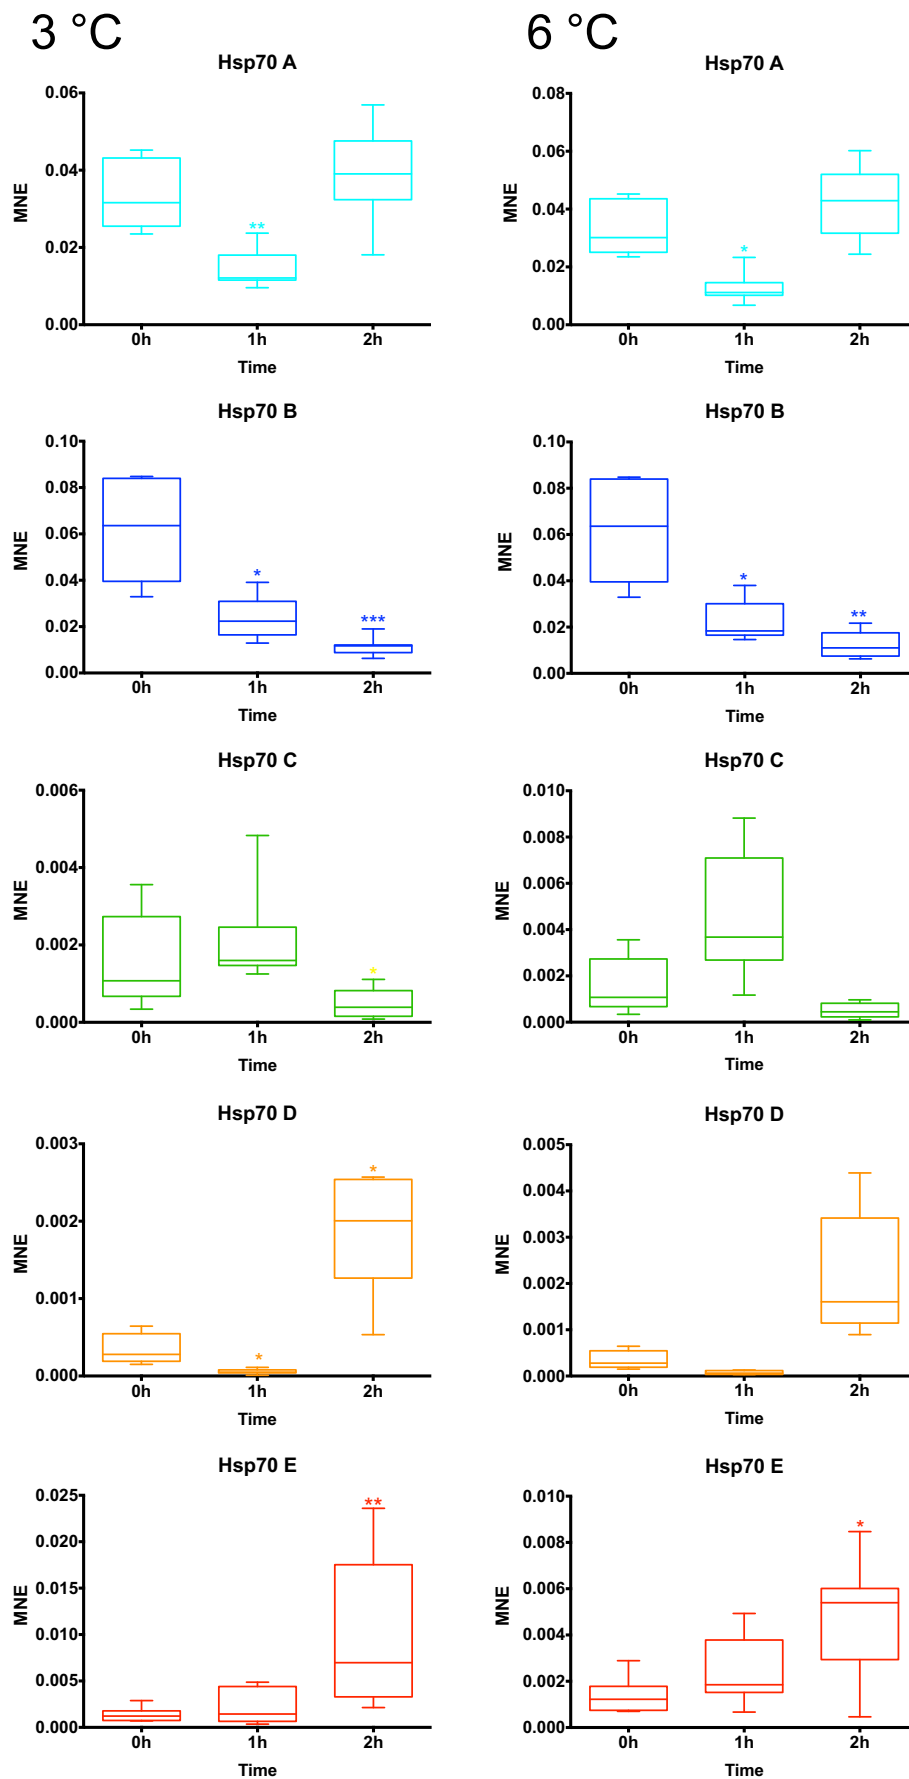 3 °C
6 °C
Hsp70 A
MNE
0.06
0.04
0.02
0.00
**
0h
1h
2h
Time
Hsp70 A
MNE
0.08
0.06
0.04
0.02
0.00
*
0h
1h
2h
Time
Hsp70 B
MNE
0.10
0.08
0.06
0.04
0.02
0.00
*
***
0h
1h
2h
Time
Hsp70 B
MNE
0.10
0.08
0.06
0.04
0.02
0.00
*
**
0h
1h
2h
Time
Hsp70 C
MNE
0.006
0.004
0.002
0.000
*
0h
1h
2h
Time
Hsp70 C
MNE
0.010
0.008
0.006
0.004
0.002
0.000
0h
1h
2h
Time
Hsp70 D
MNE
0.003
0.002
0.001
0.000
*
*
0h
1h
2h
Time
Hsp70 D
MNE
0.005
0.004
0.003
0.002
0.001
0.000
0h
1h
2h
Time
Hsp70 E
MNE
0.025
0.020
0.015
0.010
0.005
0.000
**
0h
1h
2h
Time
Hsp70 E
MNE
0.010
0.008
0.006
0.004
0.002
0.000
*
0h
1h
2h
Time